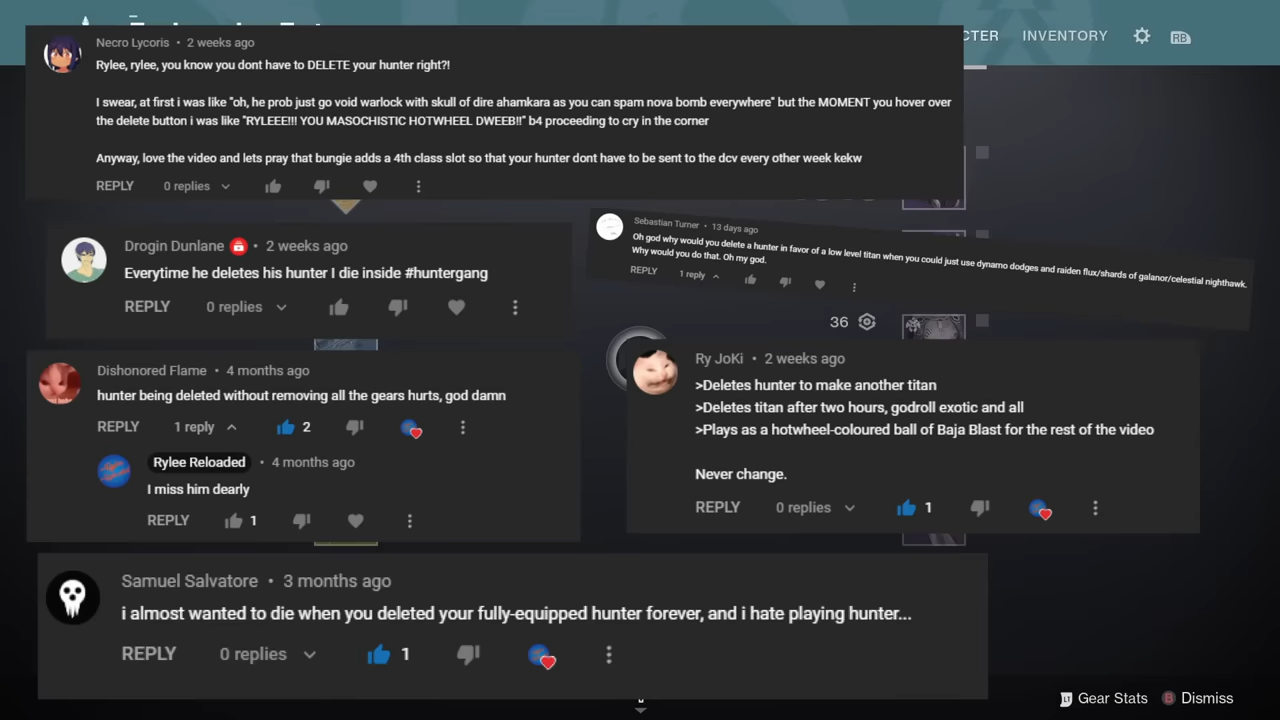 CTER INVENTORY RB
Necro Lycoris • 2 weeks ago
Rylee, rylee, you know you dont have to DELETE your hunter right?!
I swear, at first i was like "oh, he prob just go void warlock with skull of dire ahamkara as you can spam nova bomb everywhere" but the MOMENT you hover over
the delete button i was like "RYLEEE!!! YOU MASOCHISTIC HOTWHEEL DWEEB!!" b4 proceeding to cry in the corner
Anyway, love the video and lets pray that bungie adds a 4th class slot so that your hunter dont have to be sent to the dcv every other week kekw
REPLY 0 replies
Drogin Dunlane • 2 weeks ago
Everytime he deletes his hunter I die inside #huntergang
REPLY 0 replies
Sebastian Turner • 13 days ago
Oh god why would you delete a hunter in favor of a low level titan when you could just use dynamo dodges and raiden flux/shards of galanor/celestial nighthawk.
Why would you do that. Oh my god.
REPLY 1 reply
36
Dishonored Flame • 4 months ago
hunter being deleted without removing all the gears hurts, god damn
REPLY 1 reply 2
Rylee Reloaded • 4 months ago
I miss him dearly
REPLY 1
Ry JoKi • 2 weeks ago
>Deletes hunter to make another titan
>Deletes titan after two hours, godroll exotic and all
>Plays as a hotwheel-coloured ball of Baja Blast for the rest of the video
Never change.
REPLY 0 replies 1
Samuel Salvatore • 3 months ago
i almost wanted to die when you deleted your fully-equipped hunter forever, and i hate playing hunter...
REPLY 0 replies 1
LT Gear Stats B Dismiss